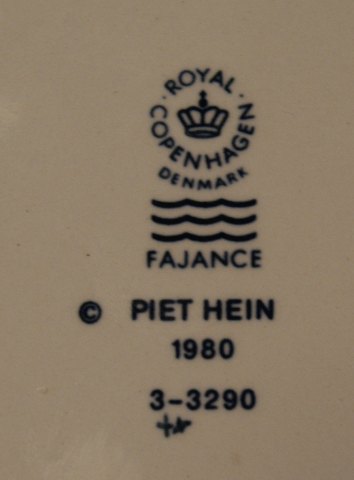 ROYAL
COPENHAGEN
DENMARK
FAJANCE
© PIET HEIN
1980
3-3290